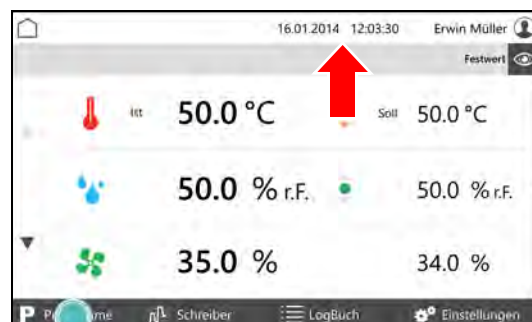 16.01.2014 12:03:30 Erwin Müller
Festwert
Ist 50.0 °C Soll 50.0 °C
50.0 % r.F. 50.0 % r.F.
35.0 % 34.0 %
P Schreiber LogBuch Einstellungen